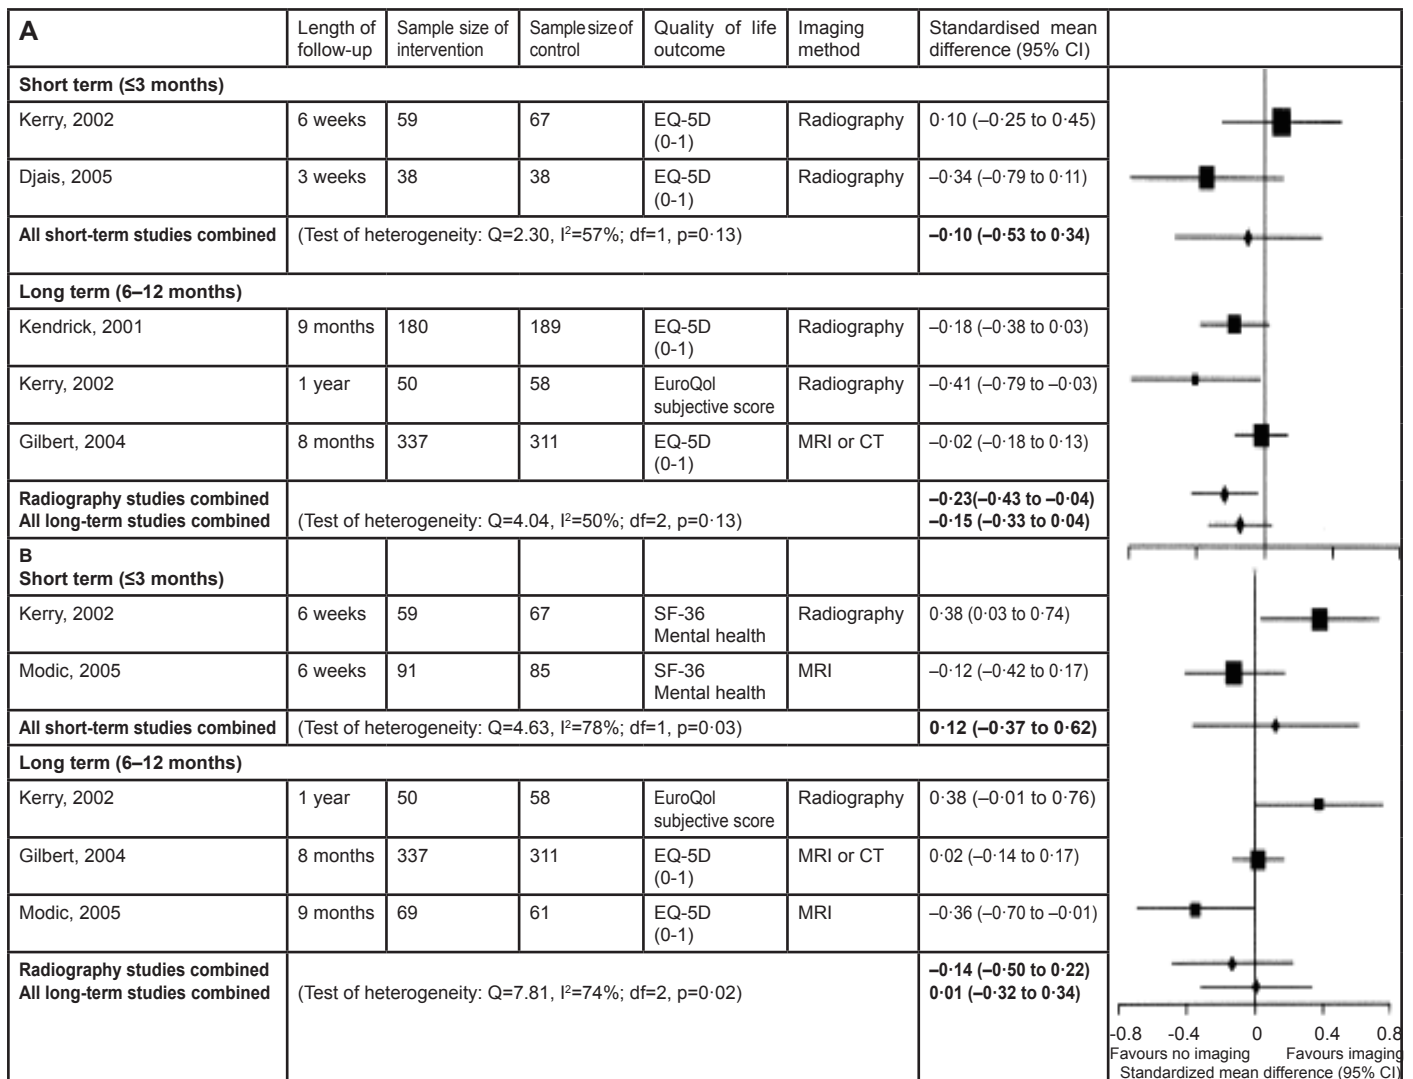 A
Length of follow-up
Sample size of intervention
Sample size of control
Quality of life outcome
Imaging method
Standardised mean difference (95% CI)
Short term (≤3 months)
Kerry, 2002 6 weeks 59 67 EQ-5D (0-1) Radiography 0·10 (–0·25 to 0·45)
Djais, 2005 3 weeks 38 38 EQ-5D (0-1) Radiography –0·34 (–0·79 to 0·11)
All short-term studies combined (Test of heterogeneity: Q=2.30, I²=57%; df=1, p=0·13) –0·10 (–0·53 to 0·34)
Long term (6–12 months)
Kendrick, 2001 9 months 180 189 EQ-5D (0-1) Radiography –0·18 (–0·38 to 0·03)
Kerry, 2002 1 year 50 58 EuroQol subjective score Radiography –0·41 (–0·79 to –0·03)
Gilbert, 2004 8 months 337 311 EQ-5D (0-1) MRI or CT –0·02 (–0·18 to 0·13)
Radiography studies combined –0·23(–0·43 to –0·04)
All long-term studies combined (Test of heterogeneity: Q=4.04, I²=50%; df=2, p=0·13) –0·15 (–0·33 to 0·04)
B
Short term (≤3 months)
Kerry, 2002 6 weeks 59 67 SF-36 Mental health Radiography 0·38 (0·03 to 0·74)
Modic, 2005 6 weeks 91 85 SF-36 Mental health MRI –0·12 (–0·42 to 0·17)
All short-term studies combined (Test of heterogeneity: Q=4.63, I²=78%; df=1, p=0·03) 0·12 (–0·37 to 0·62)
Long term (6–12 months)
Kerry, 2002 1 year 50 58 EuroQol subjective score Radiography 0·38 (–0·01 to 0·76)
Gilbert, 2004 8 months 337 311 EQ-5D (0-1) MRI or CT 0·02 (–0·14 to 0·17)
Modic, 2005 9 months 69 61 EQ-5D (0-1) MRI –0·36 (–0·70 to –0·01)
Radiography studies combined –0·14 (–0·50 to 0·22)
All long-term studies combined (Test of heterogeneity: Q=7.81, I²=74%; df=2, p=0·02) 0·01 (–0·32 to 0·34)
-0.8 -0.4 0 0.4 0.8
Favours no imaging Favours imaging
Standardized mean difference (95% CI)